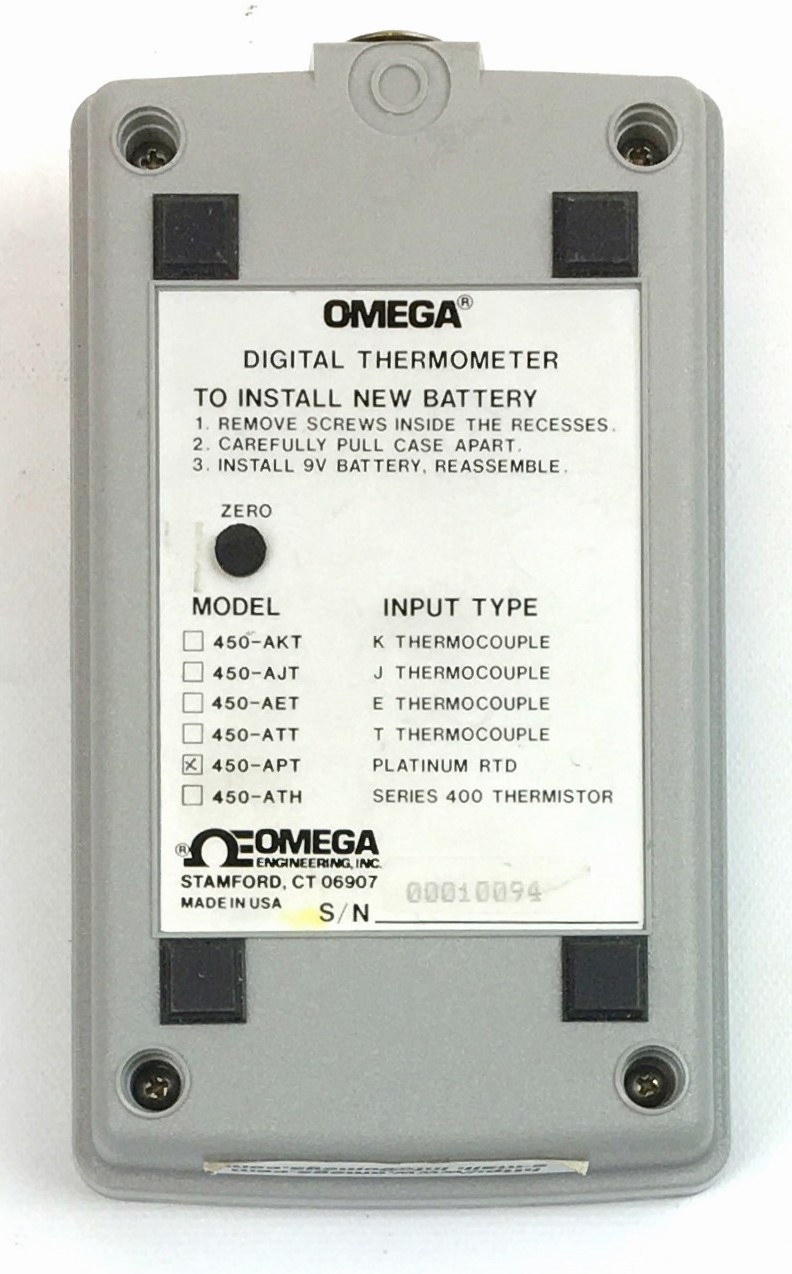 OMEGA®
DIGITAL THERMOMETER
TO INSTALL NEW BATTERY
1. REMOVE SCREWS INSIDE THE RECESSES.
2. CAREFULLY PULL CASE APART.
3. INSTALL 9V BATTERY, REASSEMBLE.
ZERO
MODEL INPUT TYPE
☐ 450-AKT K THERMOCOUPLE
☐ 450-AJT J THERMOCOUPLE
☐ 450-AET E THERMOCOUPLE
☐ 450-ATT T THERMOCOUPLE
☒ 450-APT PLATINUM RTD
☐ 450-ATH SERIES 400 THERMISTOR
® ΩE OMEGA
ENGINEERING, INC.
STAMFORD, CT 06907
MADE IN USA S/N 00010094